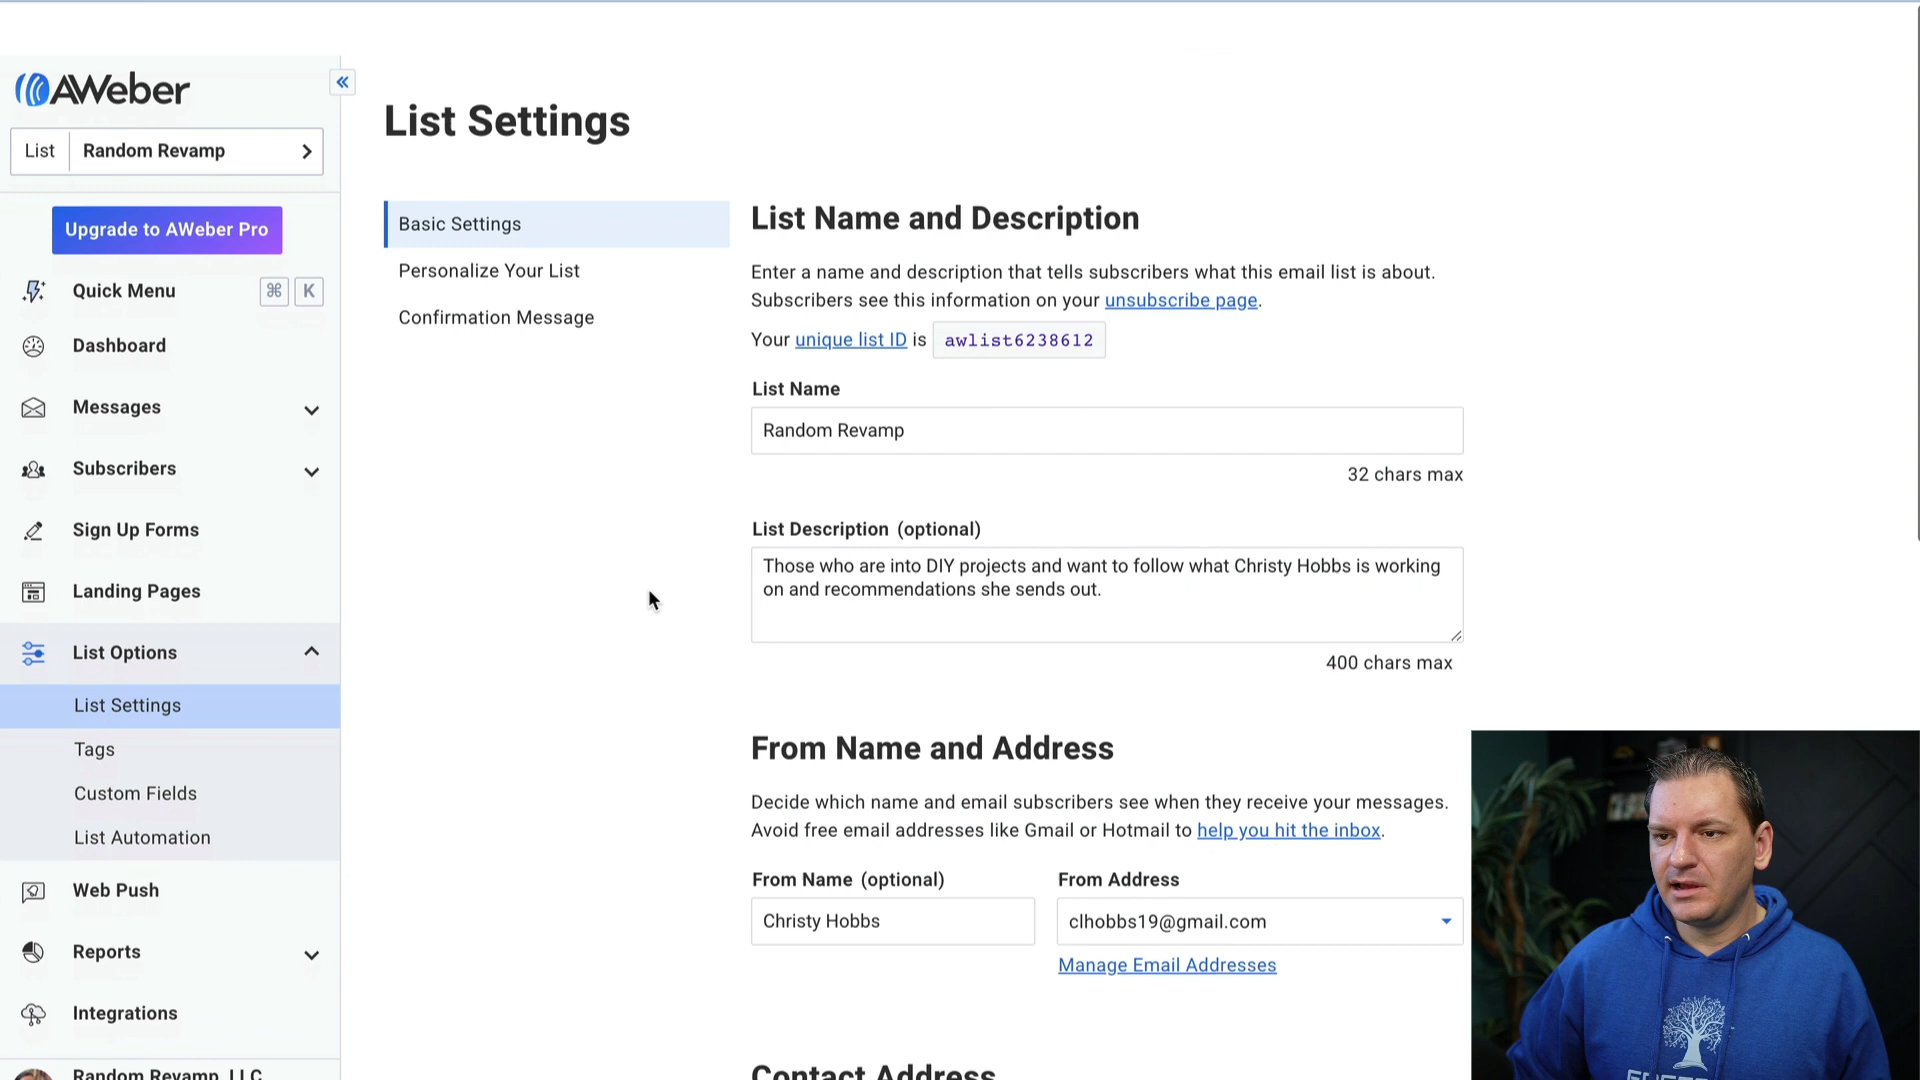 AWeber
List
Random Revamp
Upgrade to AWeber Pro
Quick Menu
⌘ K
Dashboard
Messages
Subscribers
Sign Up Forms
Landing Pages
List Options
List Settings
Tags
Custom Fields
List Automation
Web Push
Reports
Integrations
Random Revamp, LLC
List Settings
Basic Settings
Personalize Your List
Confirmation Message
List Name and Description
Enter a name and description that tells subscribers what this email list is about.
Subscribers see this information on your unsubscribe page.
Your unique list ID is awlist6238612
List Name
Random Revamp
32 chars max
List Description (optional)
Those who are into DIY projects and want to follow what Christy Hobbs is working
on and recommendations she sends out.
400 chars max
From Name and Address
Decide which name and email subscribers see when they receive your messages.
Avoid free email addresses like Gmail or Hotmail to help you hit the inbox.
From Name (optional)
Christy Hobbs
From Address
clhobbs19@gmail.com
Manage Email Addresses
Contact Address